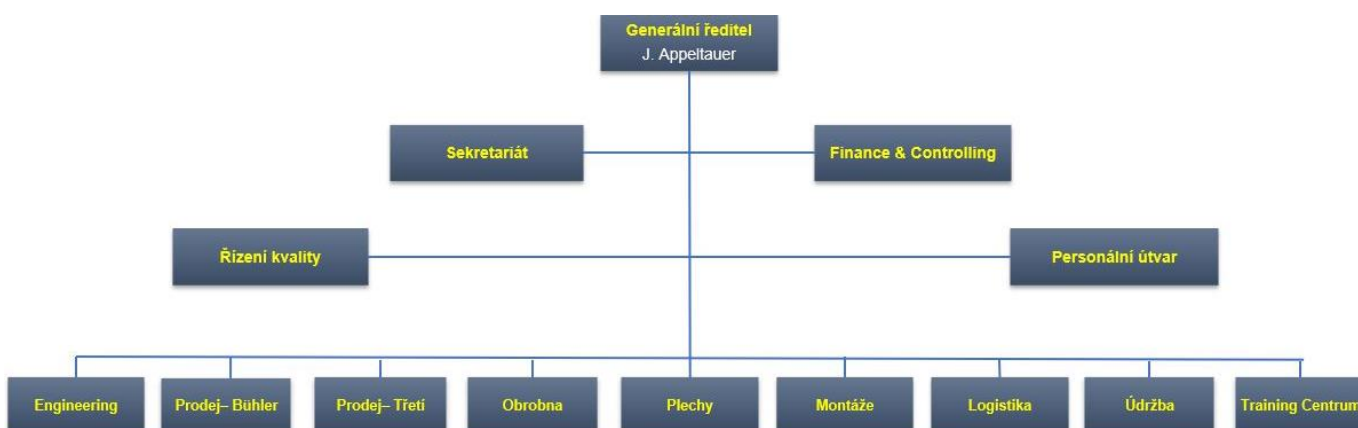 Generální ředitel
J. Appeltauer
Sekretariát
Finance & Controlling
Řízení kvality
Personální útvar
Engineering
Prodej– Bühler
Prodej– Třetí
Obrobna
Plechy
Montáže
Logistika
Údržba
Training Centrum